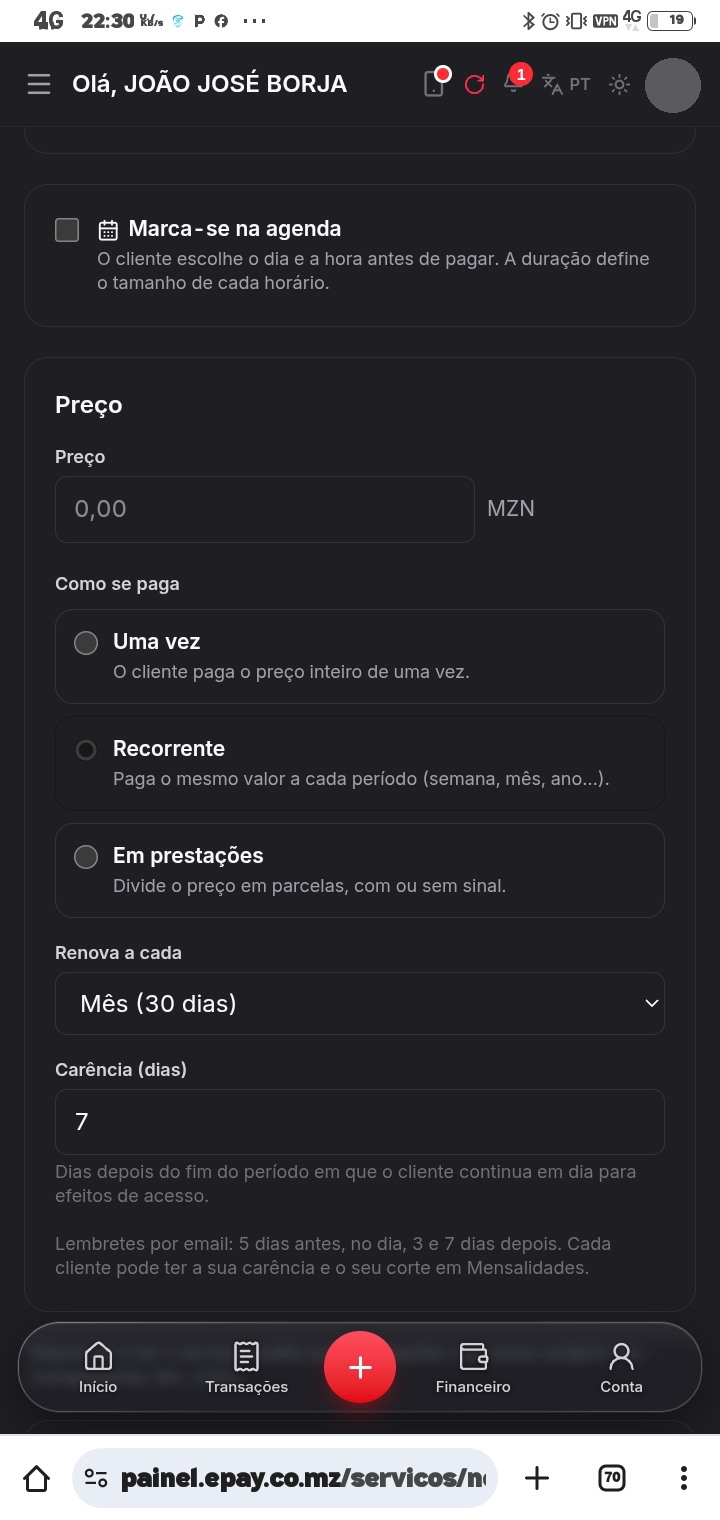 4G 22:30 P VPN 4G 19
Olá, JOÃO JOSÉ BORJA 1 PT
Marca-se na agenda
O cliente escolhe o dia e a hora antes de pagar. A duração define
o tamanho de cada horário.
Preço
Preço
0,00 MZN
Como se paga
Uma vez
O cliente paga o preço inteiro de uma vez.
Recorrente
Paga o mesmo valor a cada período (semana, mês, ano...).
Em prestações
Divide o preço em parcelas, com ou sem sinal.
Renova a cada
Mês (30 dias)
Carência (dias)
7
Dias depois do fim do período em que o cliente continua em dia para
efeitos de acesso.
Lembretes por email: 5 dias antes, no dia, 3 e 7 dias depois. Cada
cliente pode ter a sua carência e o seu corte em Mensalidades.
Início Transações Financeiro Conta
painel.epay.co.mz/servicos/n 70